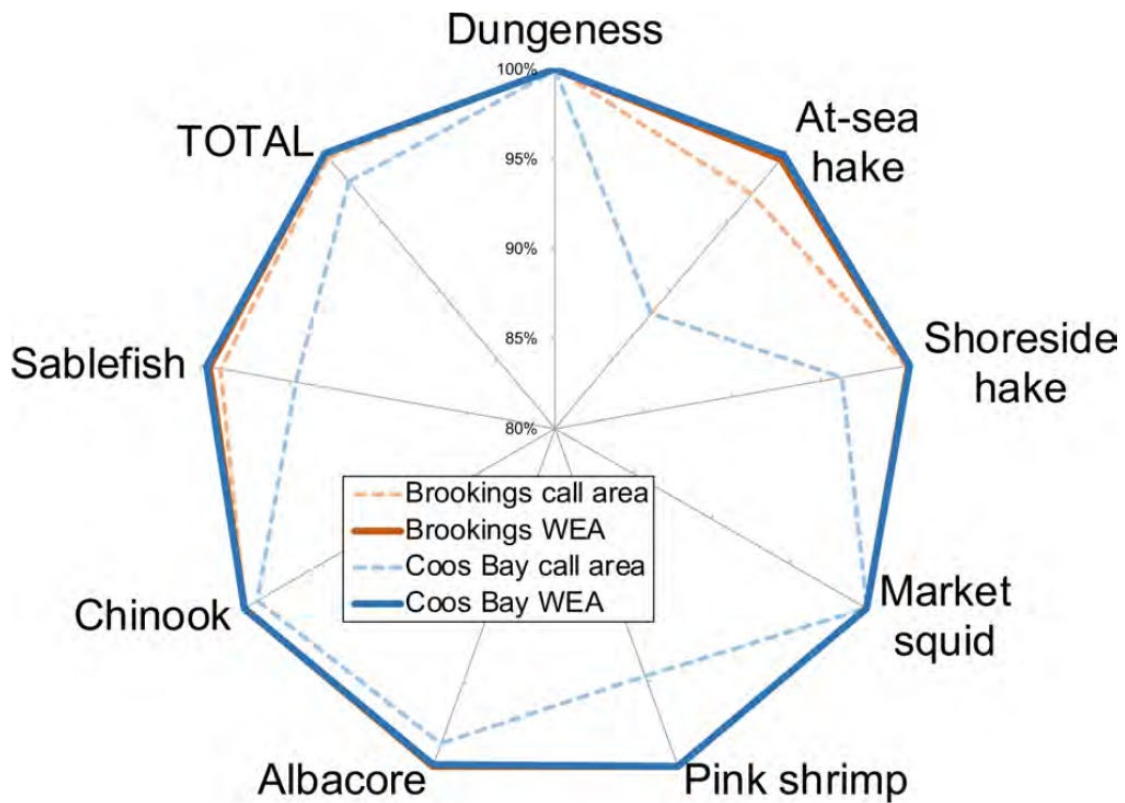 Dungeness
100%
At-sea
hake
TOTAL
95%
90%
Shoreside
hake
85%
Sablefish
80%
Brookings call area
Brookings WEA
Coos Bay call area
Coos Bay WEA
Chinook
Market
squid
Albacore
Pink shrimp